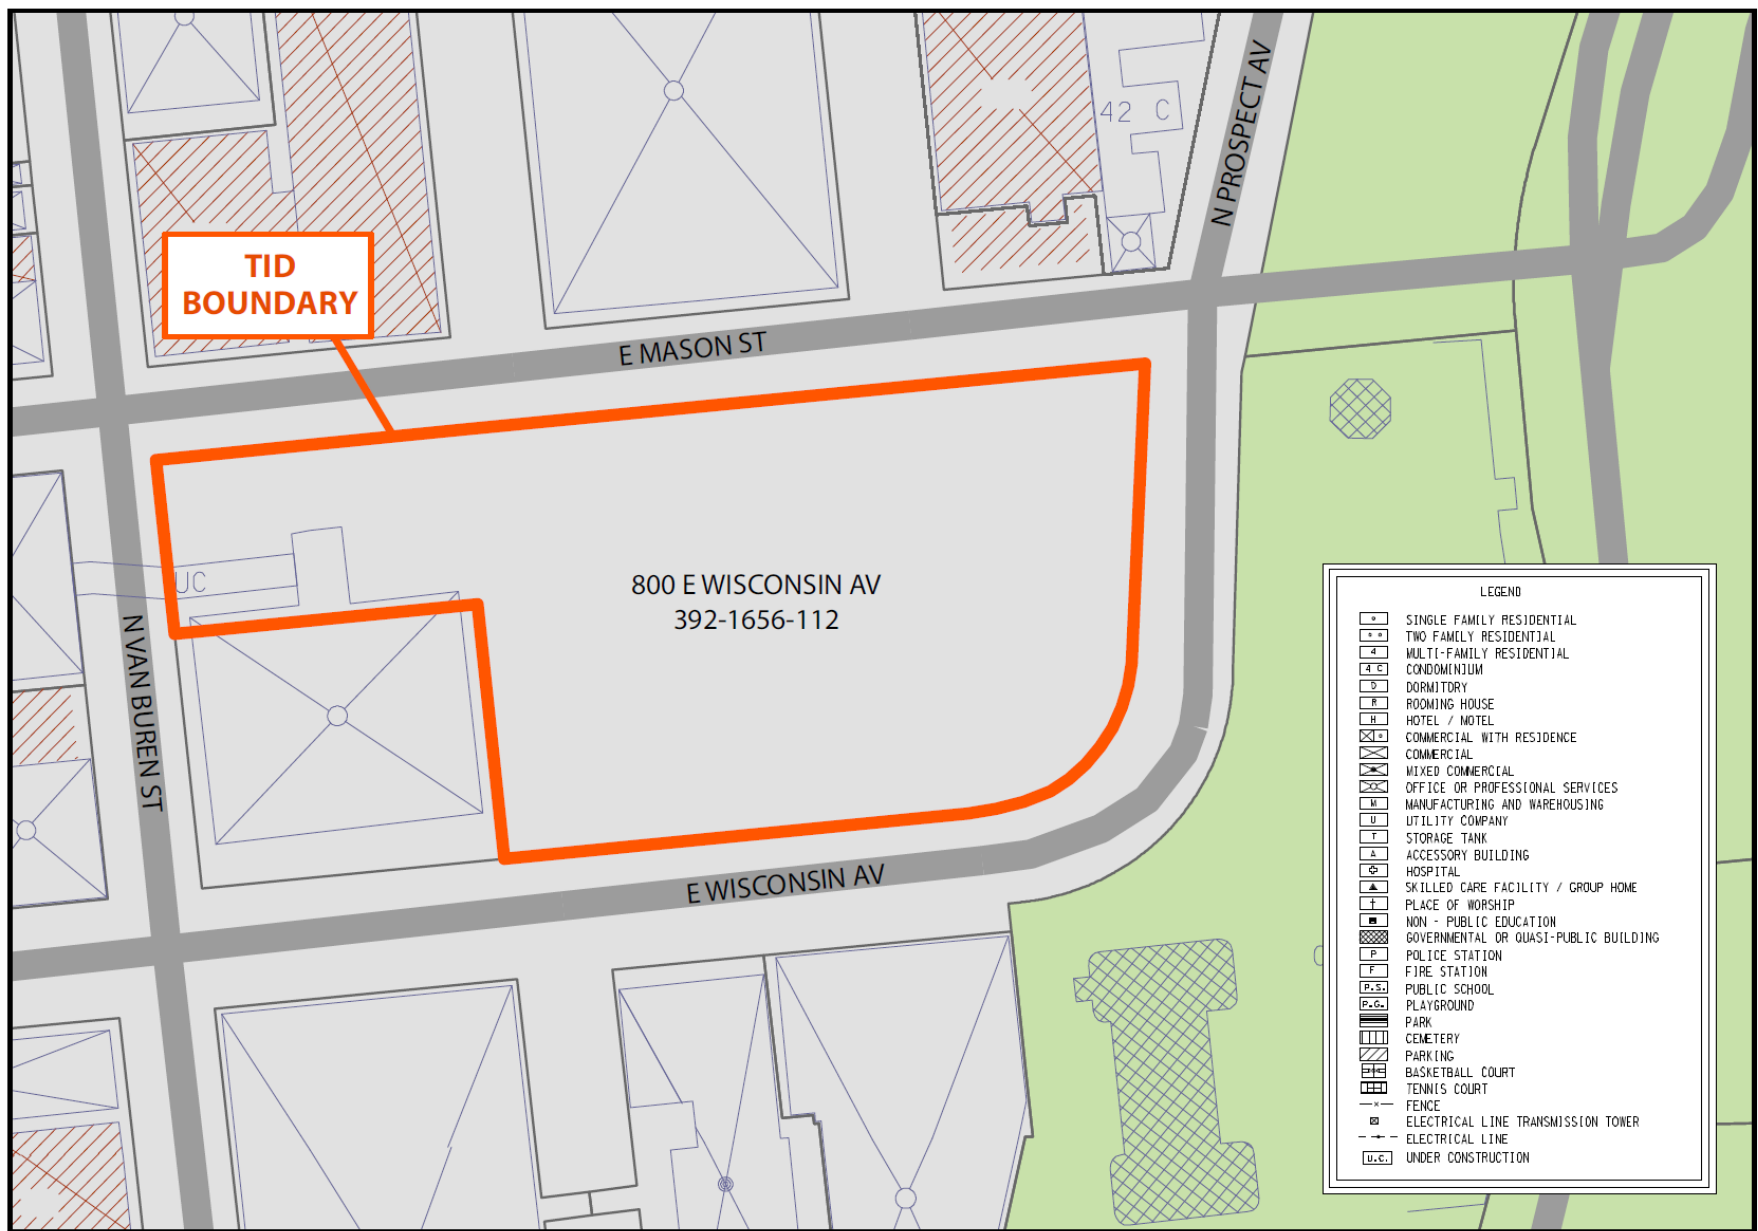 42 C
N PROSPECT AV
TID
BOUNDARY
E MASON ST
UC
800 E WISCONSIN AV
392-1656-112
N VAN BUREN ST
E WISCONSIN AV
LEGEND
SINGLE FAMILY RESIDENTIAL
TWO FAMILY RESIDENTIAL
4 MULTI-FAMILY RESIDENTIAL
4 C CONDOMINIUM
D DORMITORY
R ROOMING HOUSE
H HOTEL / MOTEL
COMMERCIAL WITH RESIDENCE
COMMERCIAL
MIXED COMMERCIAL
OFFICE OR PROFESSIONAL SERVICES
M MANUFACTURING AND WAREHOUSING
U UTILITY COMPANY
T STORAGE TANK
A ACCESSORY BUILDING
HOSPITAL
SKILLED CARE FACILITY / GROUP HOME
PLACE OF WORSHIP
NON - PUBLIC EDUCATION
GOVERNMENTAL OR QUASI-PUBLIC BUILDING
P POLICE STATION
F FIRE STATION
P.S. PUBLIC SCHOOL
P.G. PLAYGROUND
PARK
CEMETERY
PARKING
BASKETBALL COURT
TENNIS COURT
FENCE
ELECTRICAL LINE TRANSMISSION TOWER
ELECTRICAL LINE
U.C. UNDER CONSTRUCTION